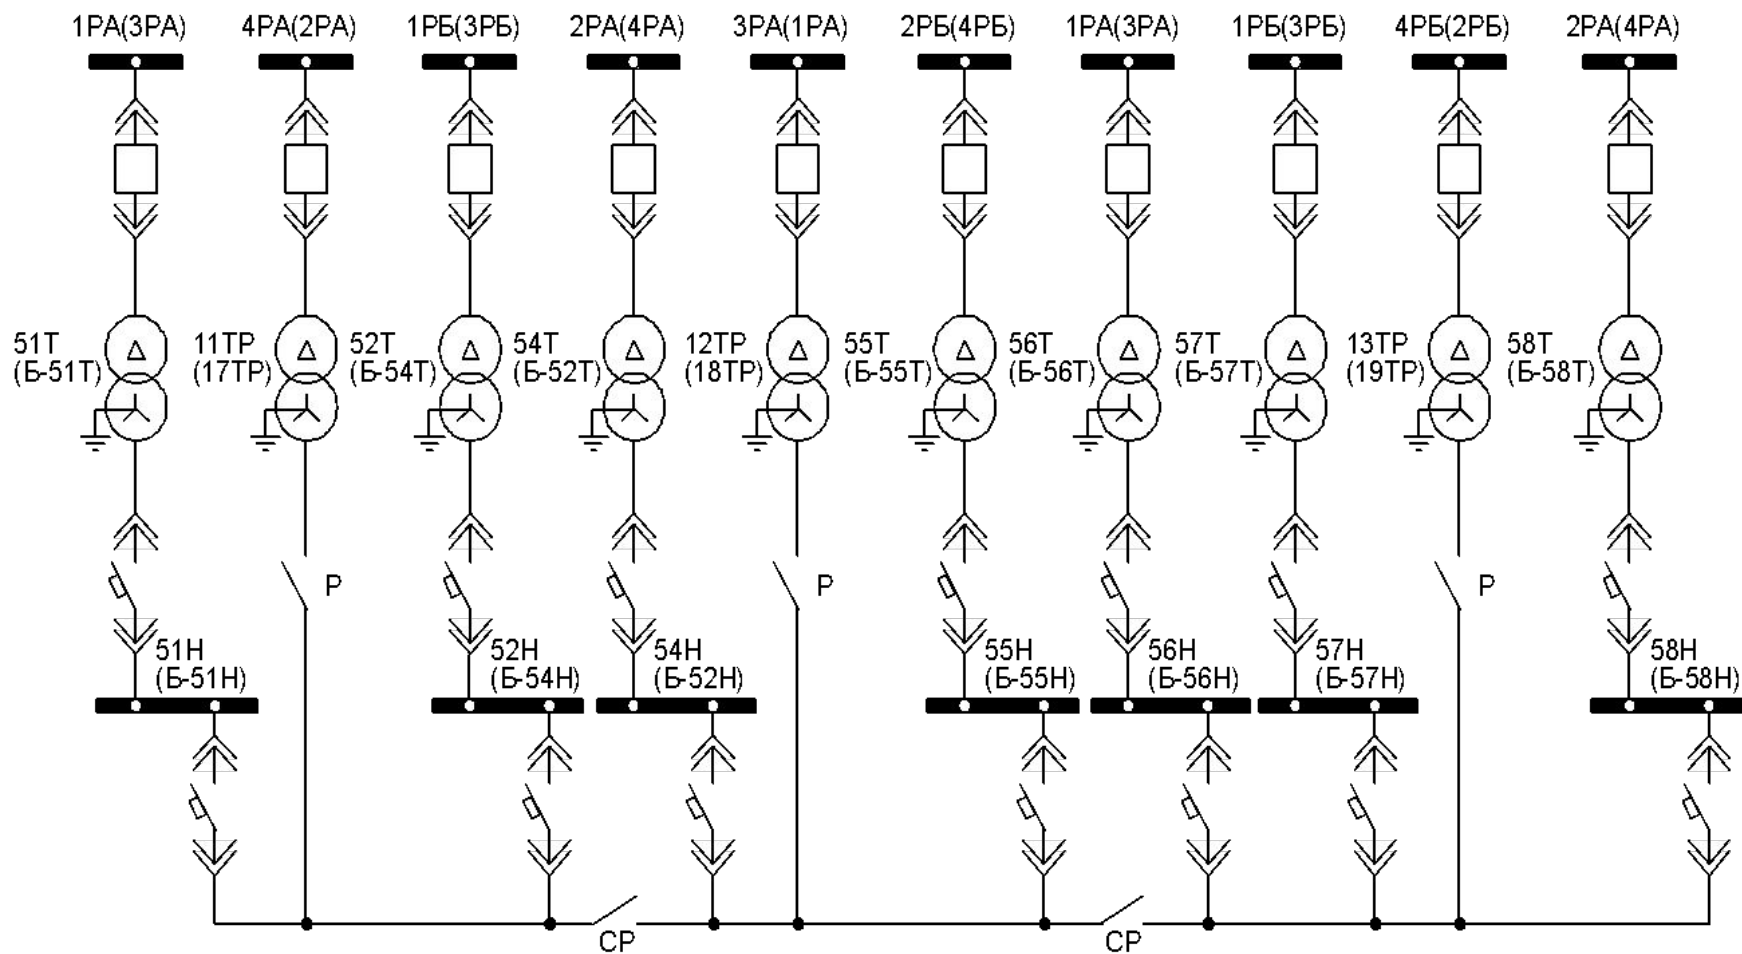 1РА(3РА) 4РА(2РА) 1РБ(3РБ) 2РА(4РА) 3РА(1РА) 2РБ(4РБ) 1РА(3РА) 1РБ(3РБ) 4РБ(2РБ) 2РА(4РА)
51Т
(Б-51Т)
11ТР
(17ТР)
52Т
(Б-54Т)
54Т
(Б-52Т)
12ТР
(18ТР)
55Т
(Б-55Т)
56Т
(Б-56Т)
57Т
(Б-57Т)
13ТР
(19ТР)
58Т
(Б-58Т)
Р
Р
Р
51Н
(Б-51Н)
52Н
(Б-54Н)
54Н
(Б-52Н)
55Н
(Б-55Н)
56Н
(Б-56Н)
57Н
(Б-57Н)
58Н
(Б-58Н)
СР
СР